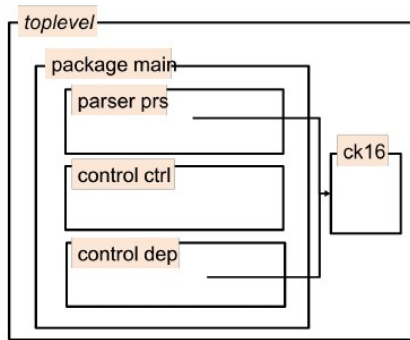 toplevel
package main
parser prs
ck16
control ctrl
control dep